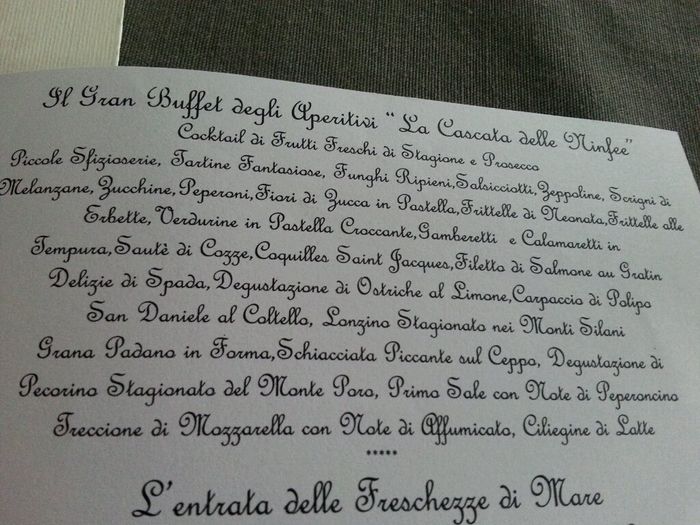 Il Gran Buffet degli Aperitivi “La Cascata delle Ninfee”
Cocktail di Frutti Freschi di Stagione e Prosecco
Piccole Sfizioserie, Tartine Fantasiose, Funghi Ripieni,Salsicciotti,Zeppoline, Scrigni di
Melanzane,Zucchine,Peperoni,Fiori di Zucca in Pastella,Frittelle di Neonata,Frittelle alle
Erbette,Verdurine in Pastella Croccante,Gamberetti e Calamaretti in
Tempura,Sautè di Cozze,Coquilles Saint Jacques,Filetto di Salmone au Gratin
Delizie di Spada,Degustazione di Ostriche al Limone,Carpaccio di Polipo
San Daniele al Coltello, Lonzino Stagionato nei Monti Silani
Grana Padano in Forma,Schiacciata Piccante sul Ceppo, Degustazione di
Pecorino Stagionato del Monte Poro, Primo Sale con Note di Peperoncino
Treccione di Mozzarella con Note di Affumicato, Ciliegine di Latte
*****
L'entrata delle Freschezze di Mare